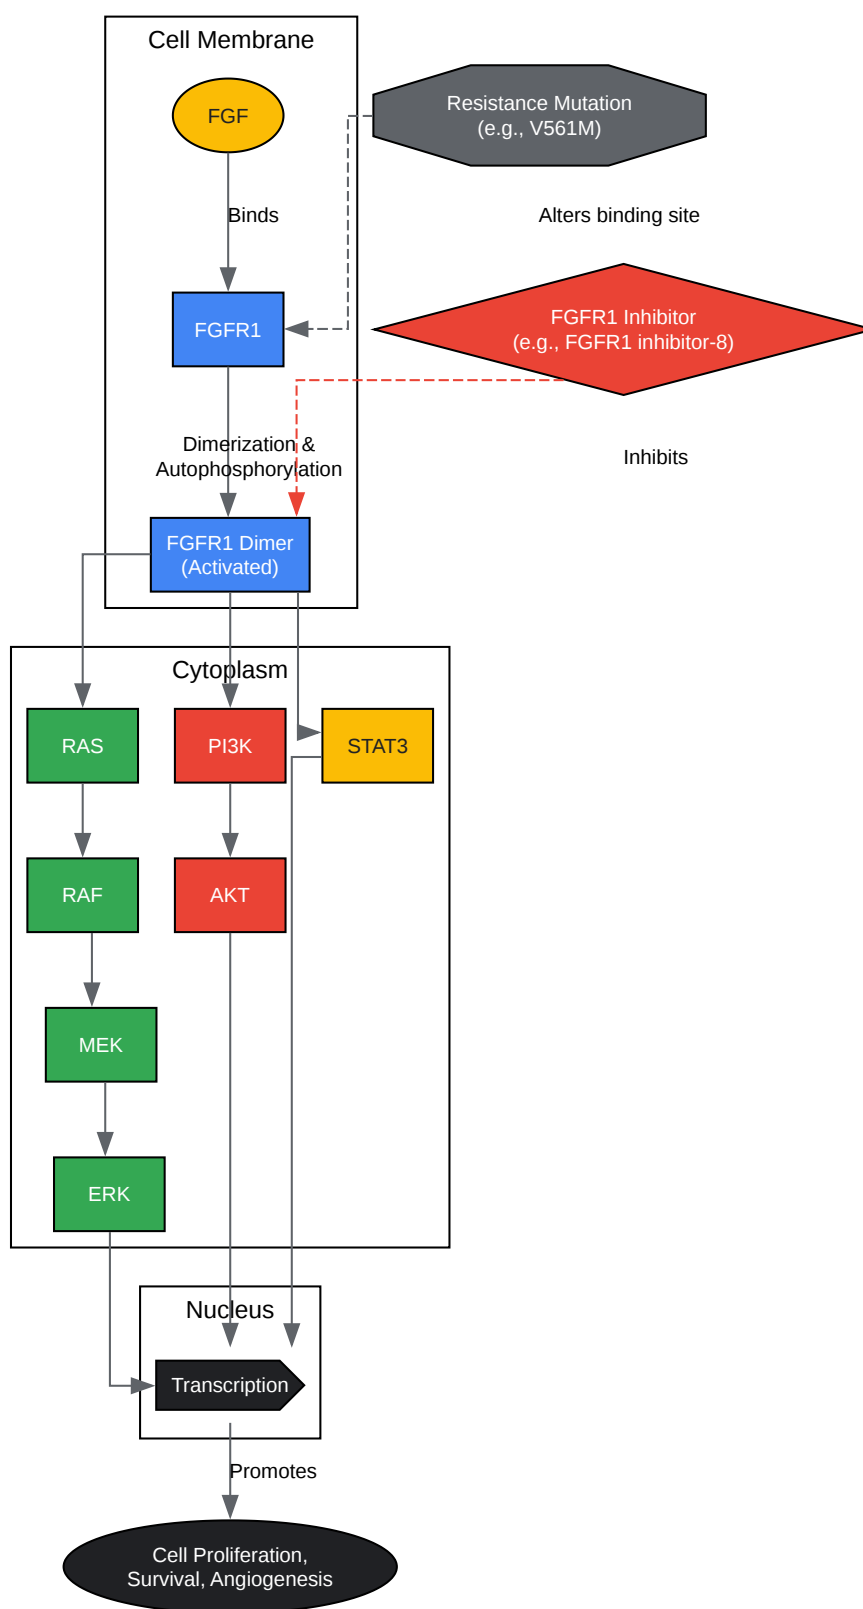 Cell Membrane
FGF
Resistance Mutation
(e.g., V561M)
Binds
Alters binding site
FGFR1
FGFR1 Inhibitor
(e.g., FGFR1 inhibitor-8)
Dimerization &
Autophosphorylation
Inhibits
FGFR1 Dimer
(Activated)
Cytoplasm
RAS
PI3K
STAT3
RAF
AKT
MEK
ERK
Nucleus
Transcription
Promotes
Cell Proliferation,
Survival, Angiogenesis